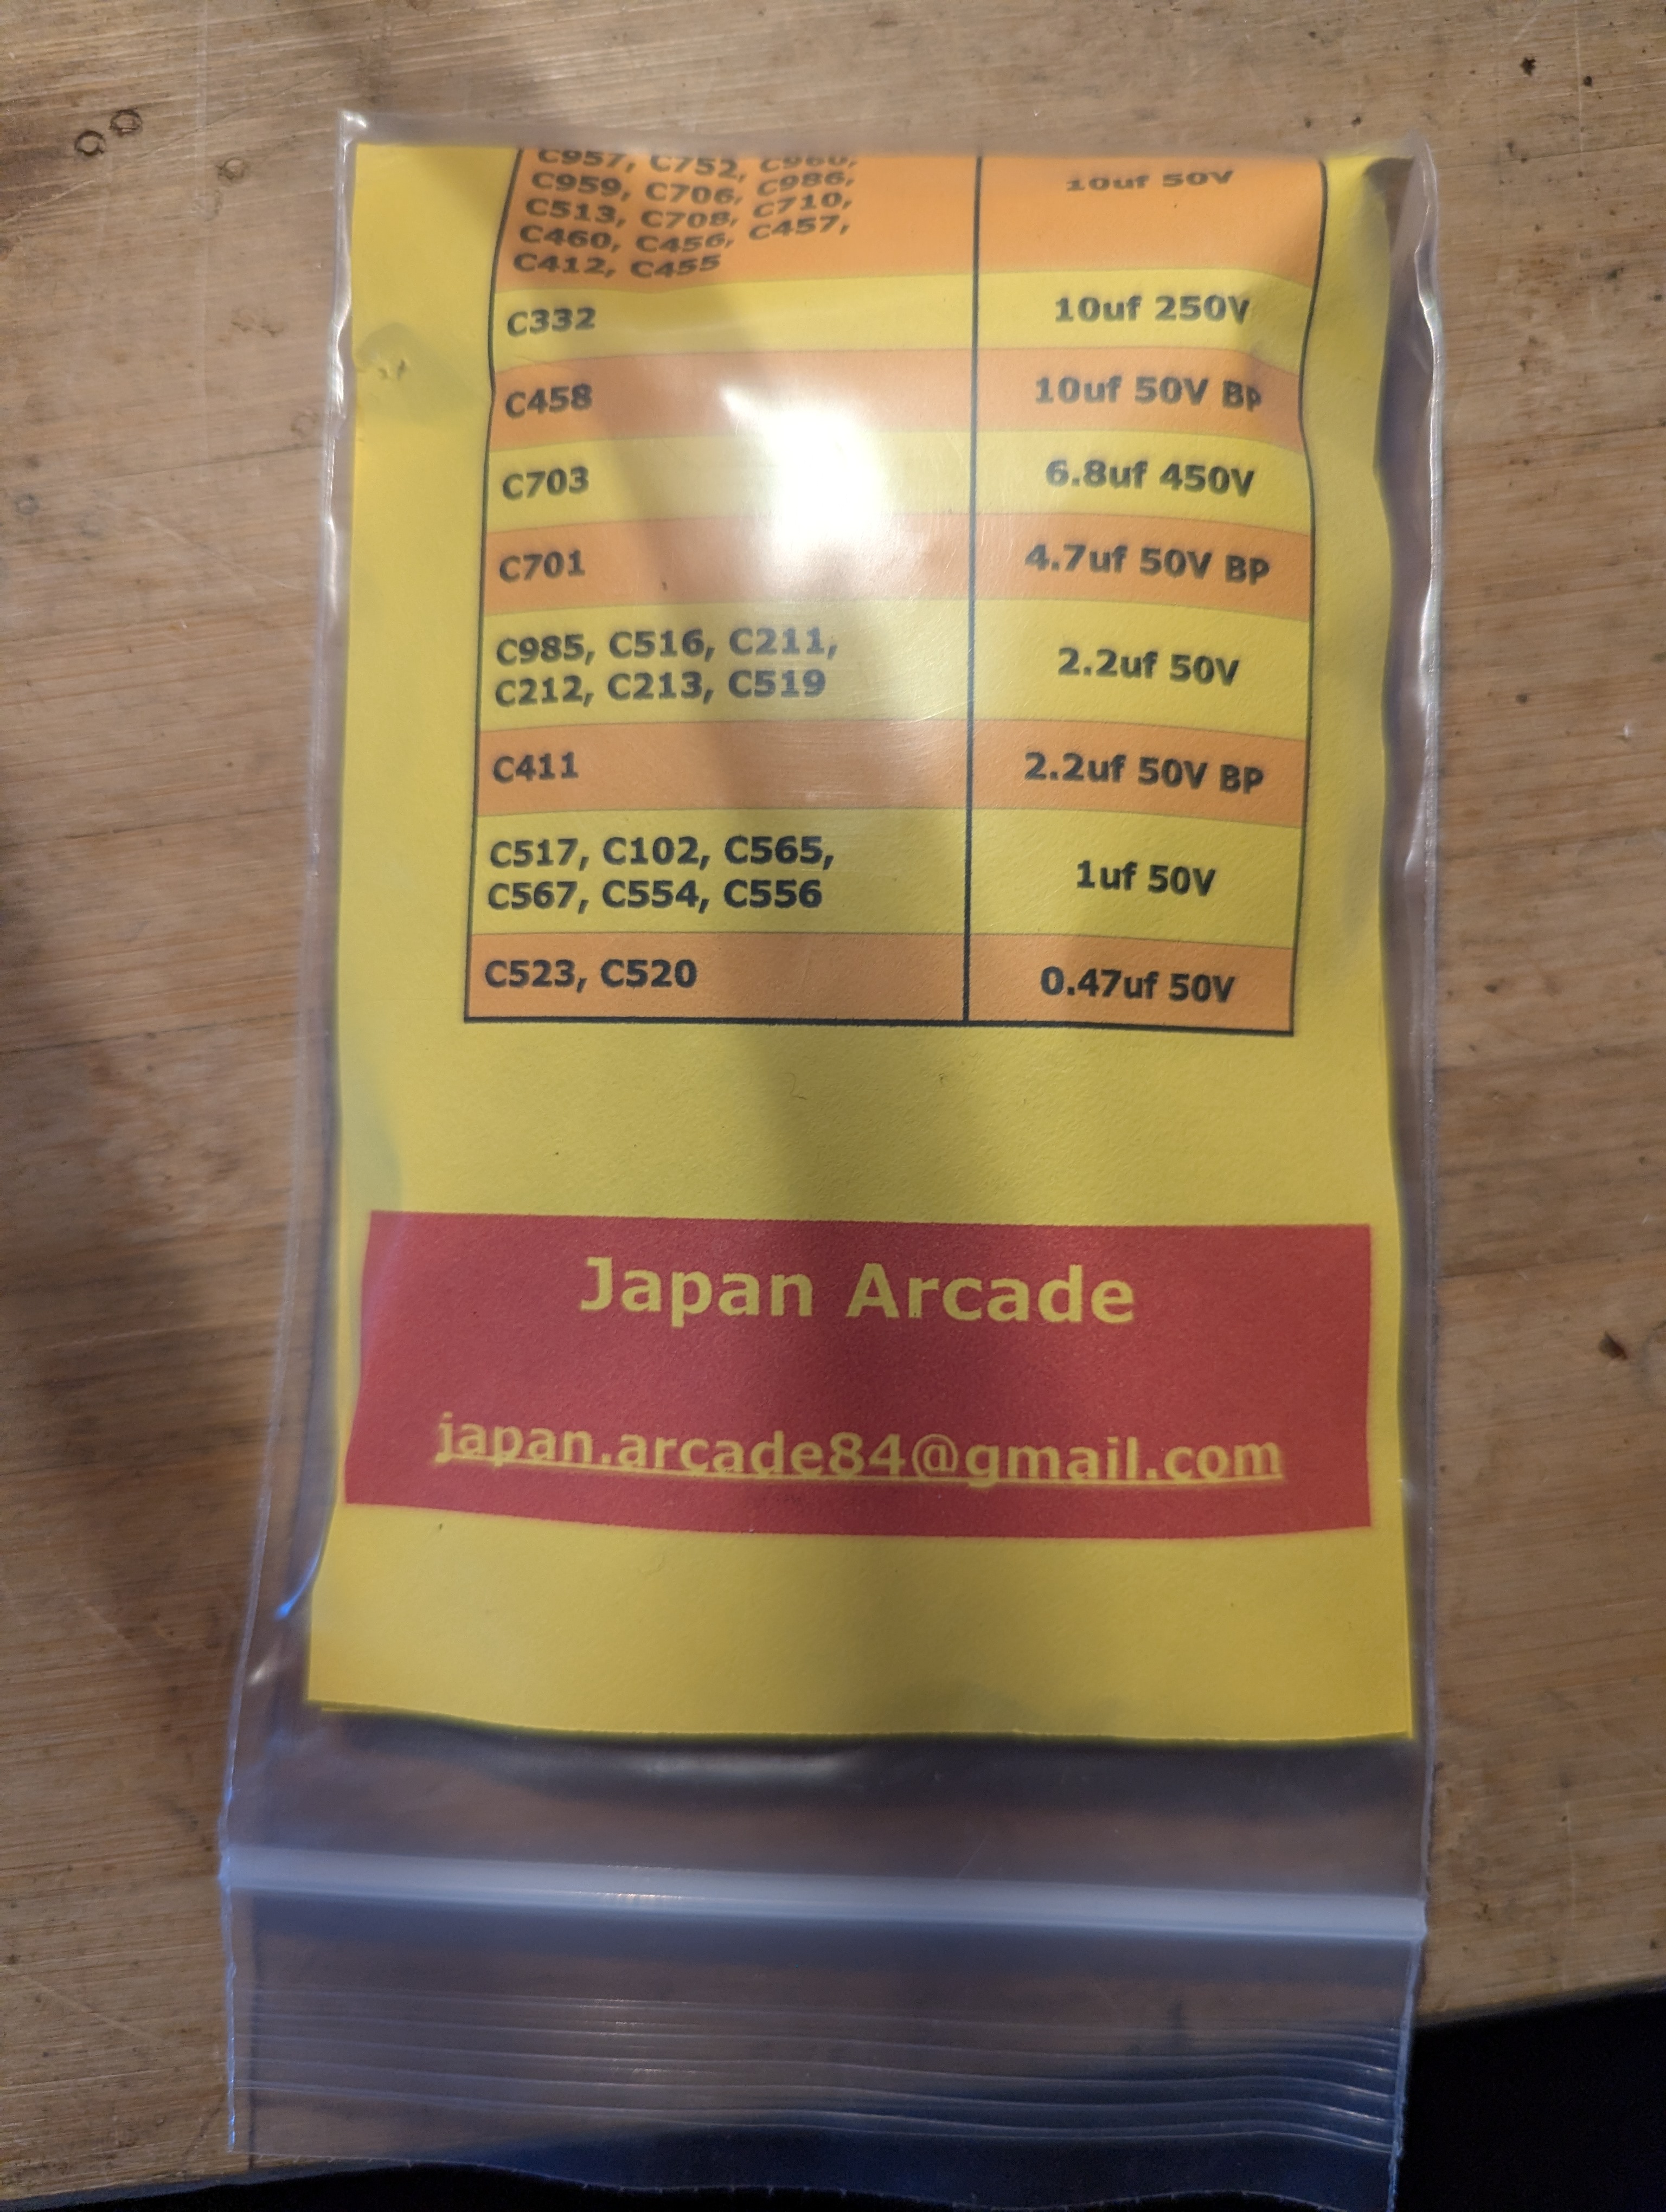 C957, C752, C960,
C959, C706, C986,
C513, C708, C710,
C460, C456, C457,
C412, C455
10uf 50V
C332 10uf 250V
C458 10uf 50V BP
C703 6.8uf 450V
C701 4.7uf 50V BP
C985, C516, C211,
C212, C213, C519
2.2uf 50V
C411 2.2uf 50V BP
C517, C102, C565,
C567, C554, C556
1uf 50V
C523, C520 0.47uf 50V
Japan Arcade
japan.arcade84@gmail.com